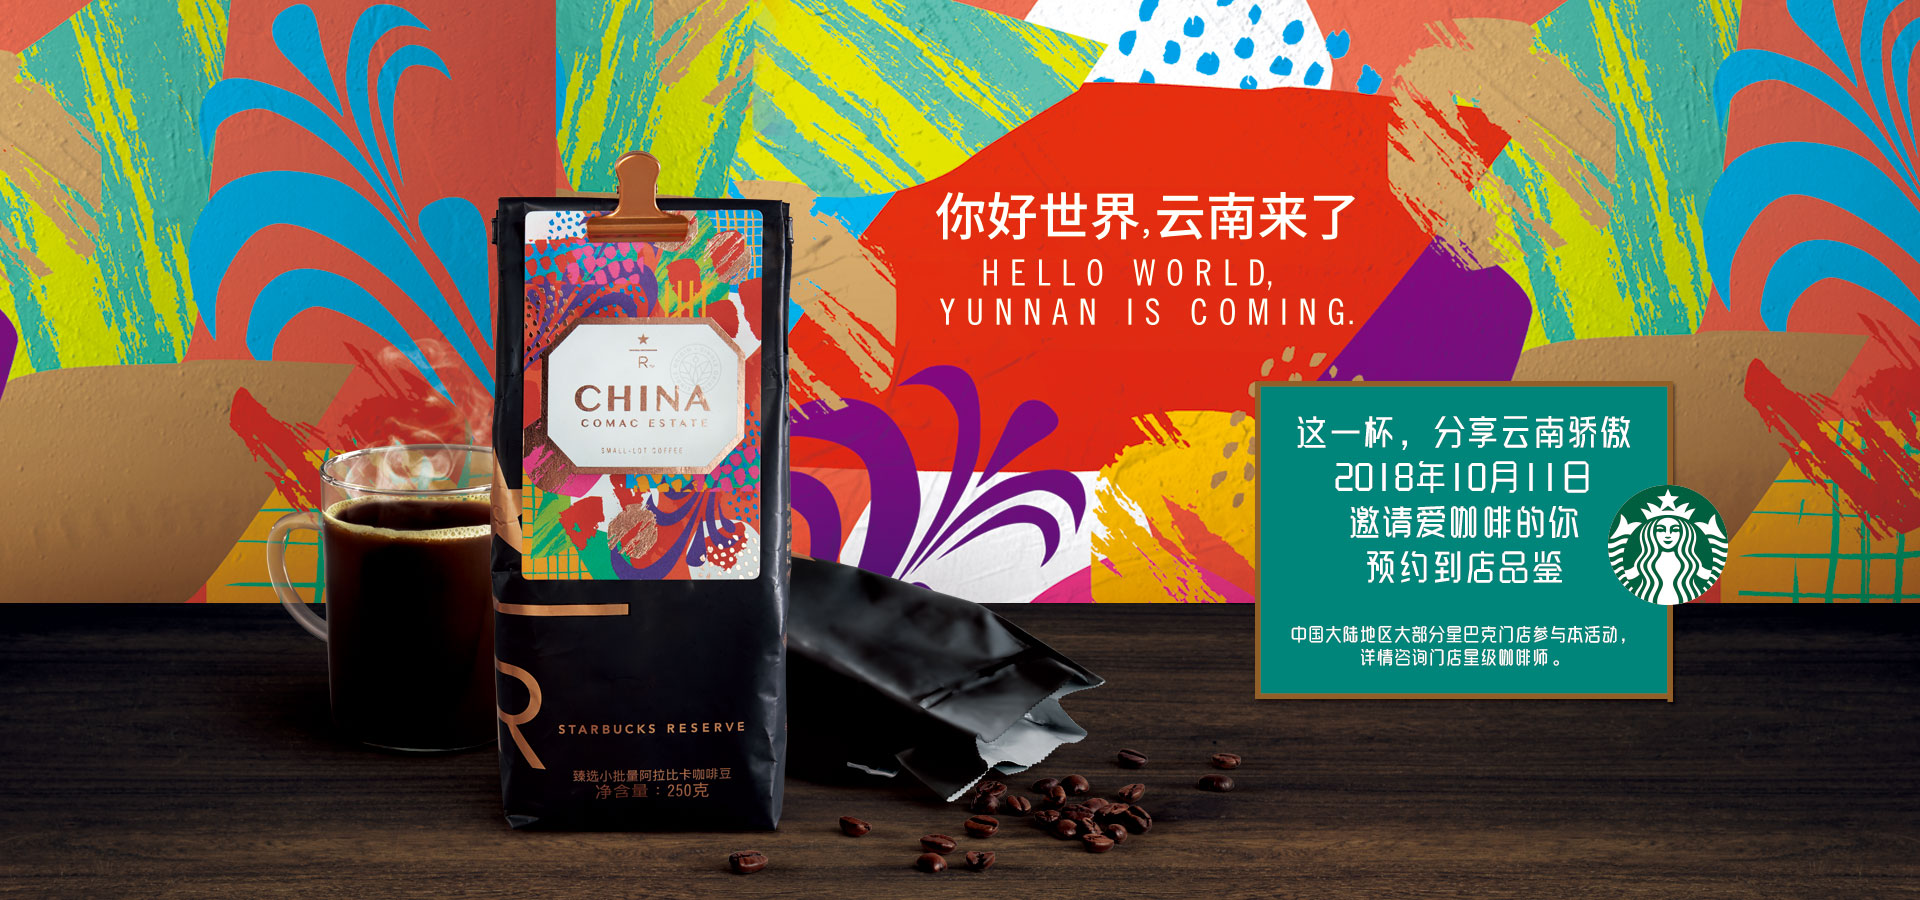 你好世界,云南来了
HELLO WORLD,
YUNNAN IS COMING.
R
CHINA
COMAC ESTATE
SMALL-LOT COFFEE
R
STARBUCKS RESERVE
臻选小批量阿拉比卡咖啡豆
净含量：250克
这一杯，分享云南骄傲
2018年10月11日
邀请爱咖啡的你
预约到店品鉴
中国大陆地区大部分星巴克门店参与本活动，
详情咨询门店星级咖啡师。